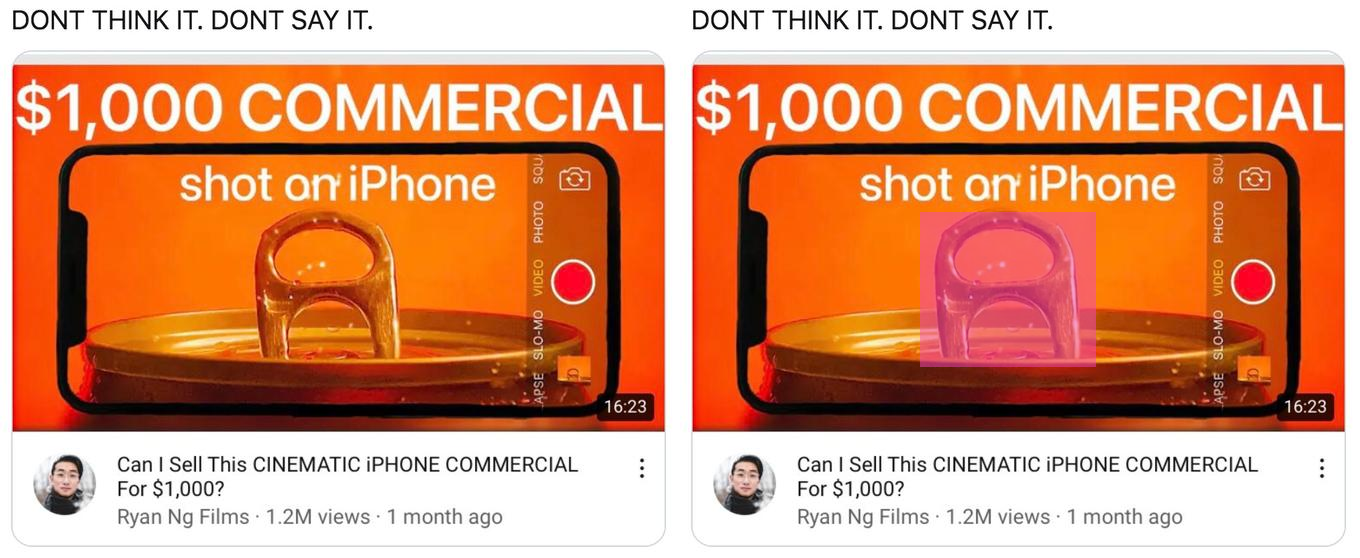 DONT THINK IT. DONT SAY IT.
$1,000 COMMERCIAL
shot on iPhone
SQUA
PHOTO
VIDEO
SLO-MO
APSE
16:23
Can I Sell This CINEMATIC iPHONE COMMERCIAL
For $1,000?
Ryan Ng Films · 1.2M views · 1 month ago
DONT THINK IT. DONT SAY IT.
$1,000 COMMERCIAL
shot on iPhone
SQUA
PHOTO
VIDEO
SLO-MO
APSE
16:23
Can I Sell This CINEMATIC iPHONE COMMERCIAL
For $1,000?
Ryan Ng Films · 1.2M views · 1 month ago